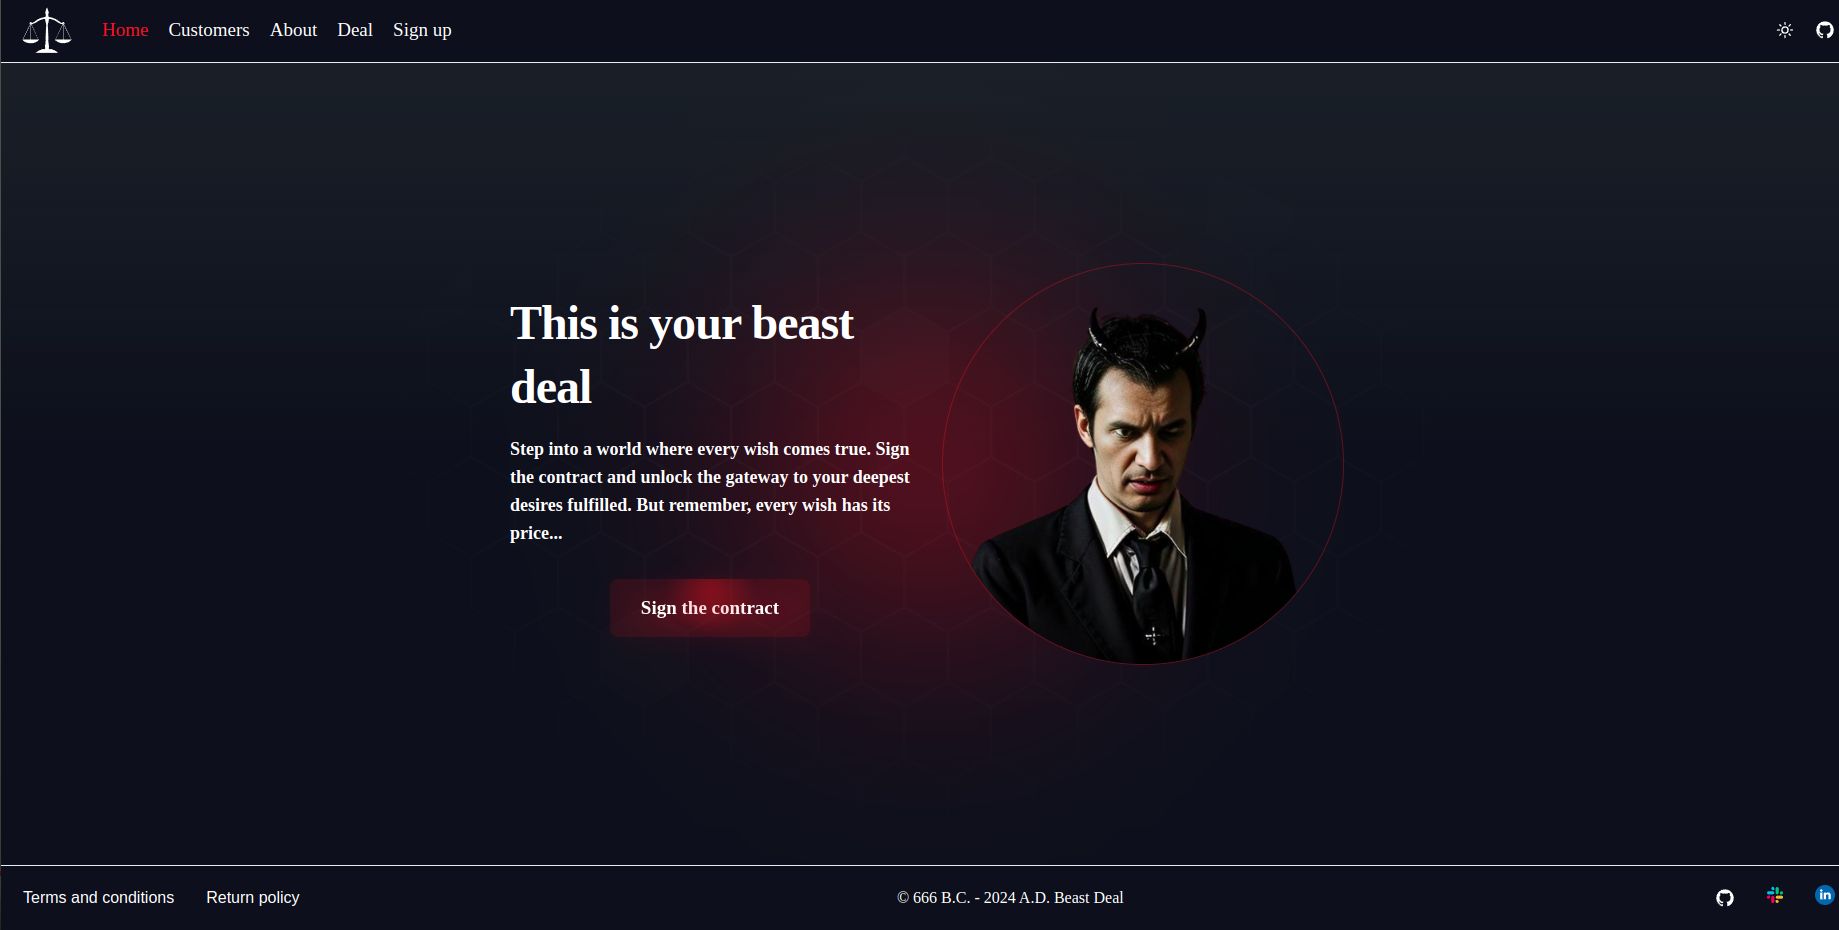 Home Customers About Deal Sign up
This is your beast
deal
Step into a world where every wish comes true. Sign
the contract and unlock the gateway to your deepest
desires fulfilled. But remember, every wish has its
price...
Sign the contract
Terms and conditions Return policy © 666 B.C. - 2024 A.D. Beast Deal in